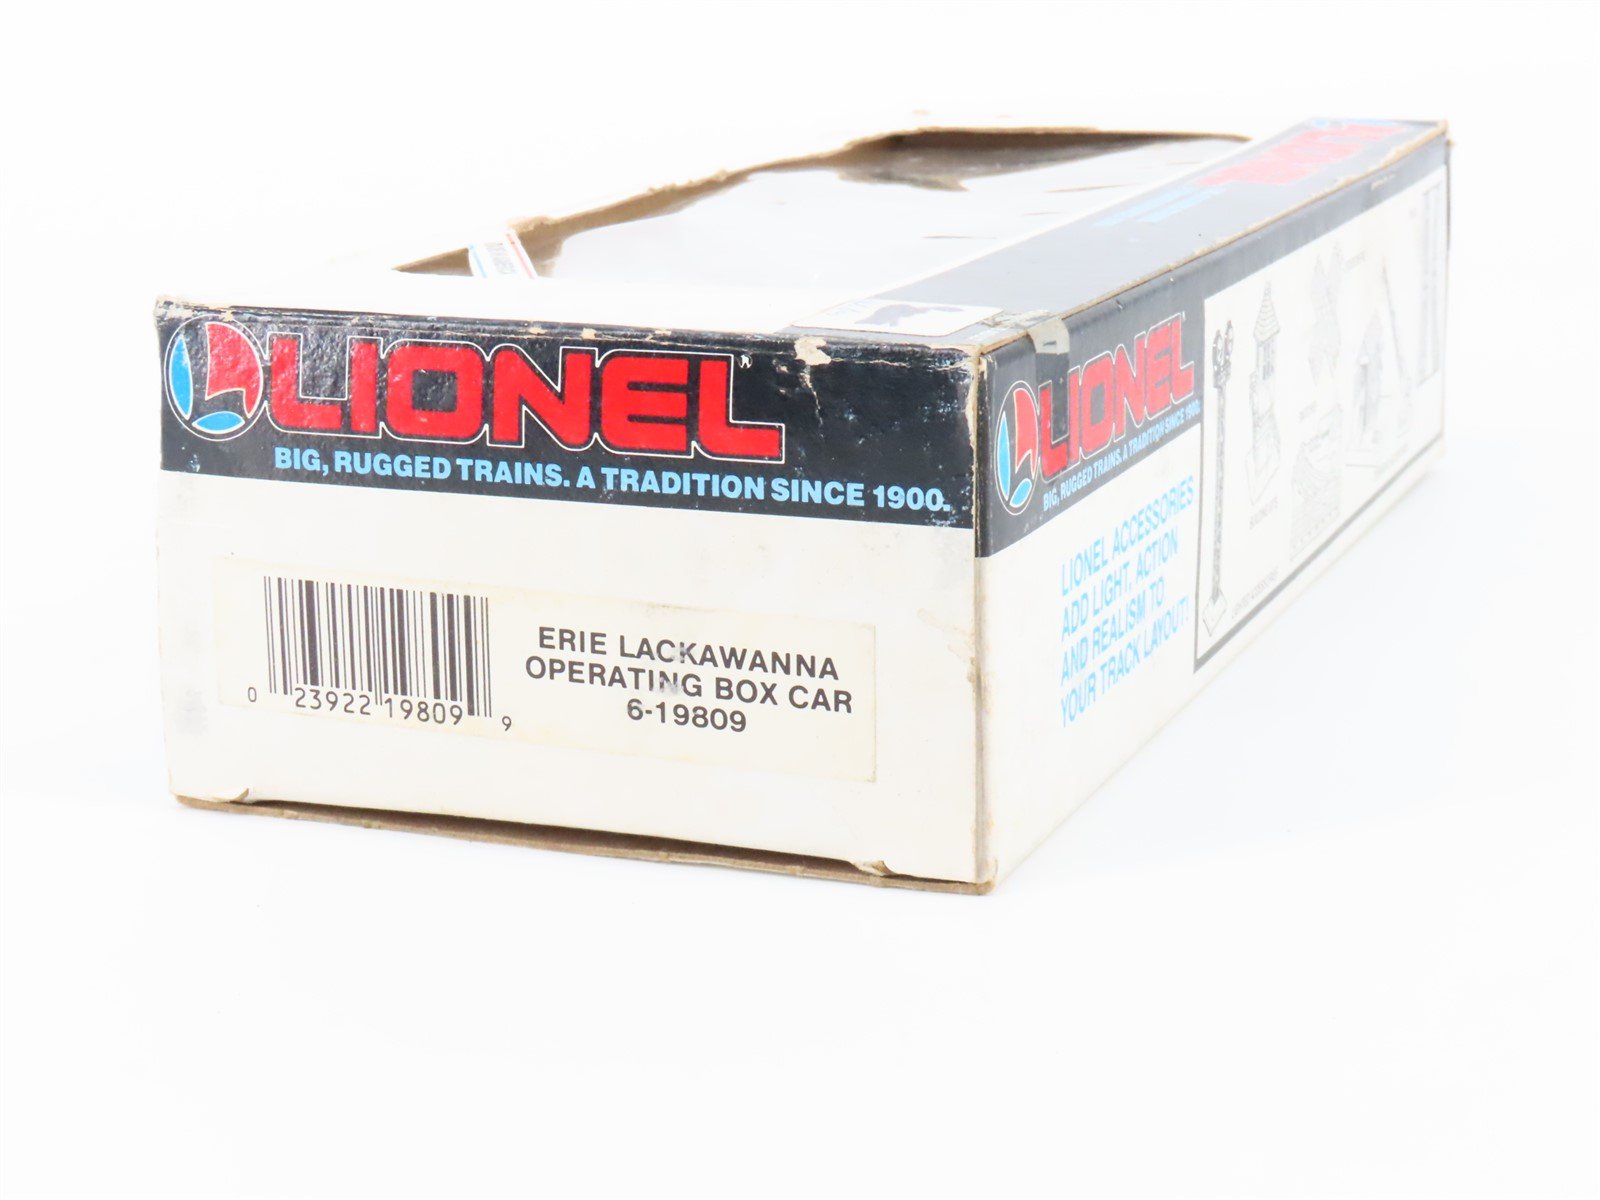 LIONEL
BIG, RUGGED TRAINS. A TRADITION SINCE 1900.
0 23922 19809 9
ERIE LACKAWANNA
OPERATING BOX CAR
6-19809
LIONEL
BIG, RUGGED TRAINS. A TRADITION SINCE 1900.
LIONEL ACCESSORIES
ADD LIGHT, ACTION
AND REALISM TO
YOUR TRACK LAYOUT!
LIONEL